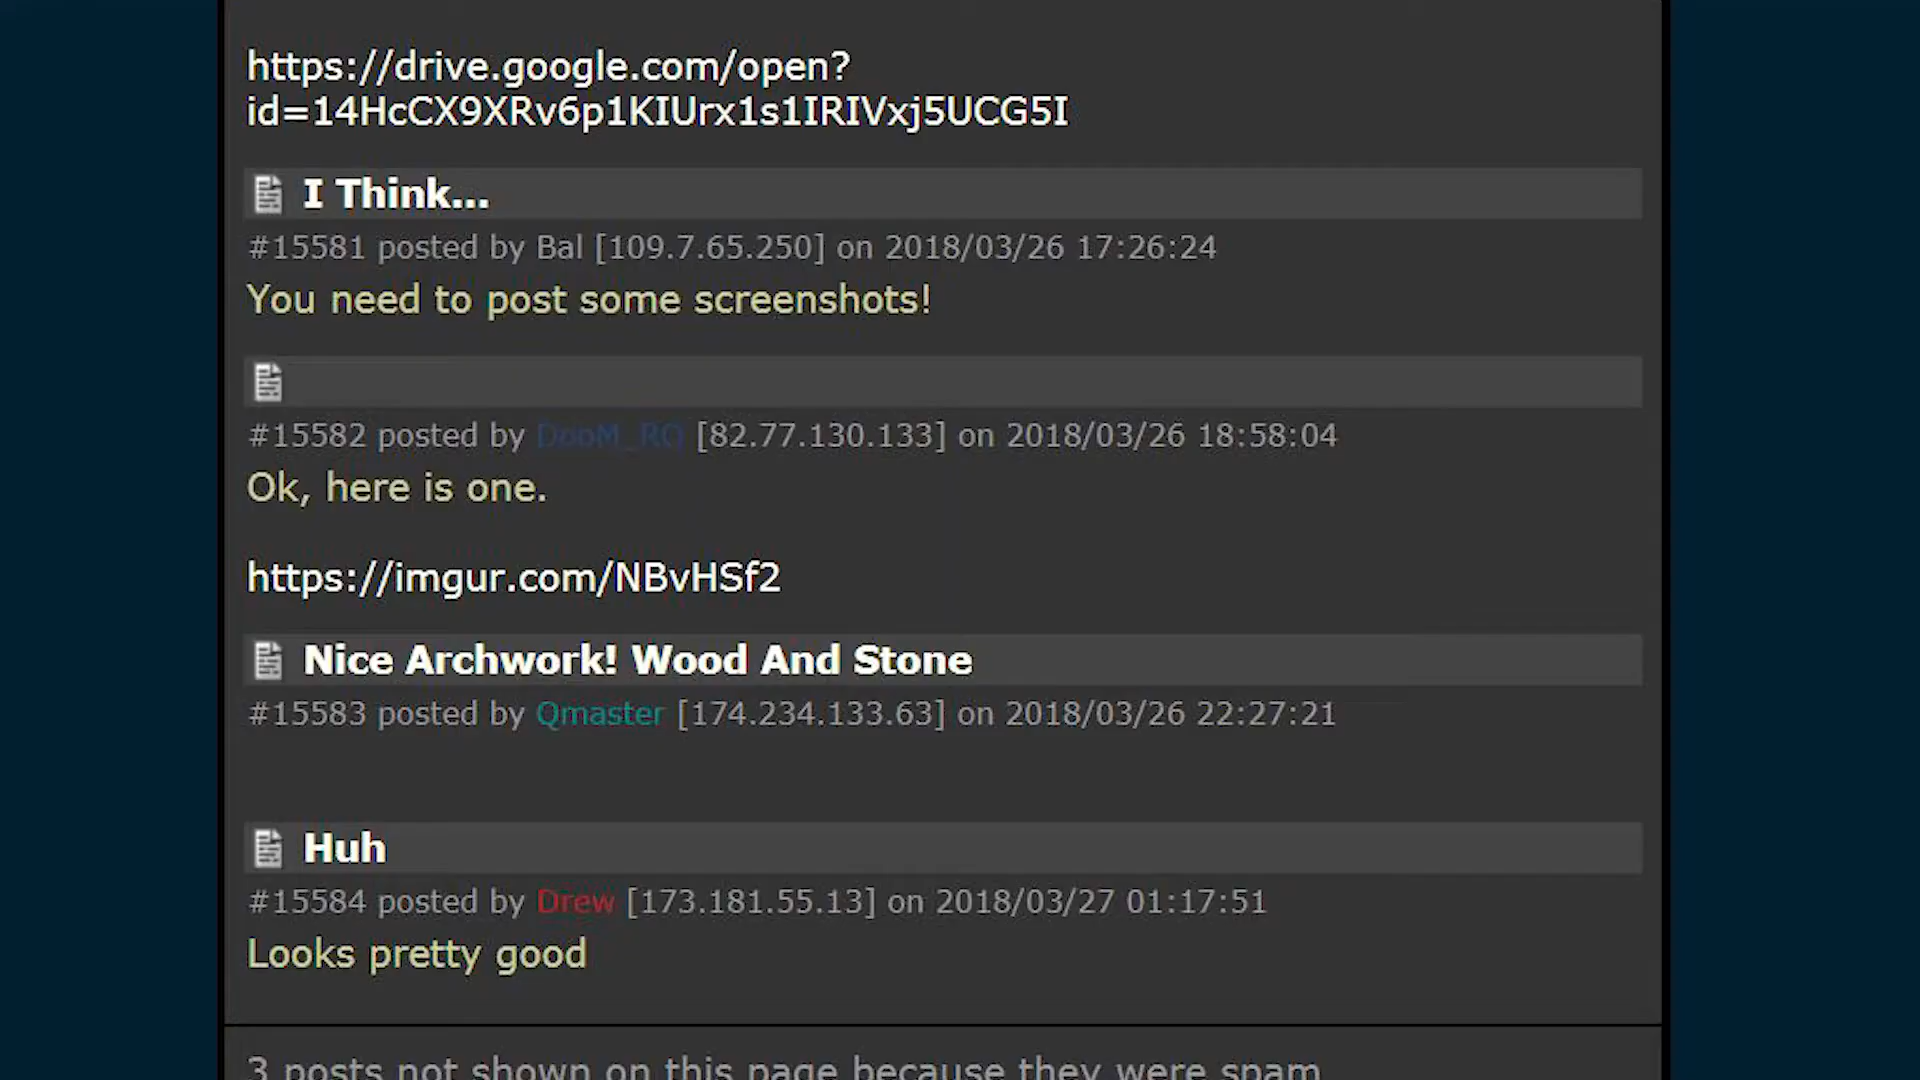 https://drive.google.com/open?
id=14HcCX9XRv6p1KIUrx1s1IRIVxj5UCG5I
I Think...
#15581 posted by Bal [109.7.65.250] on 2018/03/26 17:26:24
You need to post some screenshots!
#15582 posted by DooM_RO [82.77.130.133] on 2018/03/26 18:58:04
Ok, here is one.
https://imgur.com/NBvHSf2
Nice Archwork! Wood And Stone
#15583 posted by Qmaster [174.234.133.63] on 2018/03/26 22:27:21
Huh
#15584 posted by Drew [173.181.55.13] on 2018/03/27 01:17:51
Looks pretty good
3 posts not shown on this page because they were spam